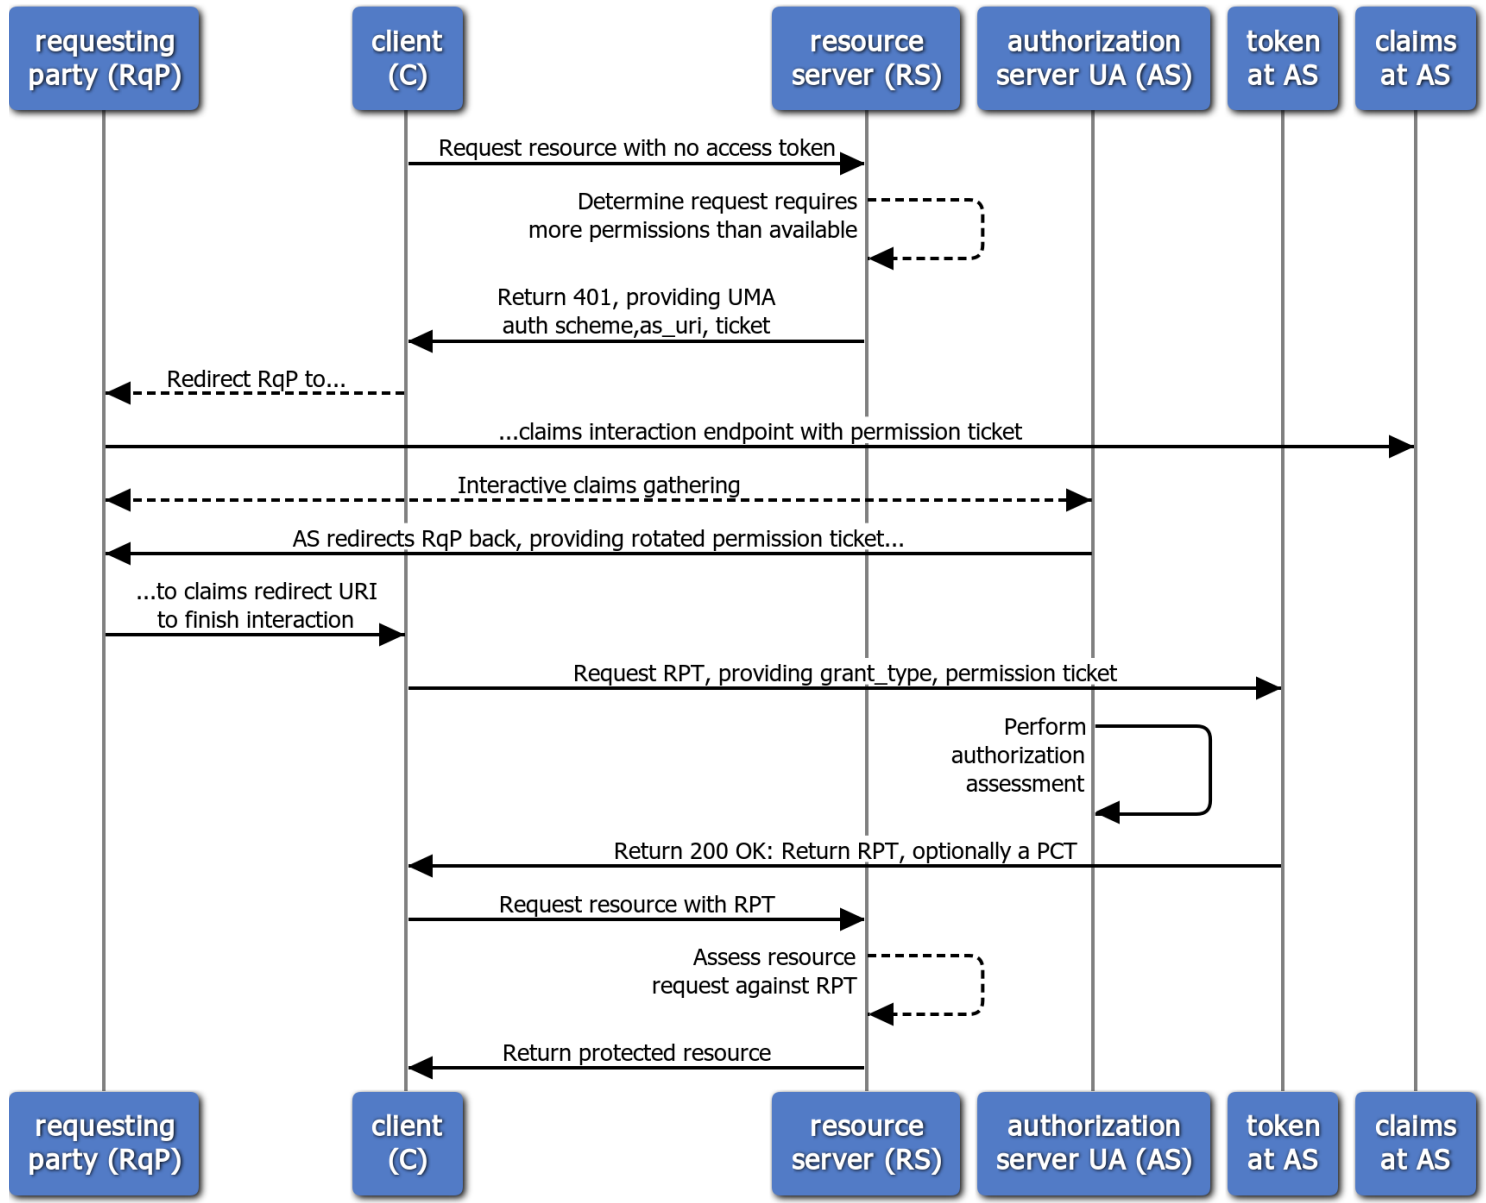 requesting
party (RqP)
client
(C)
resource
server (RS)
authorization
server UA (AS)
token
at AS
claims
at AS
Request resource with no access token
Determine request requires
more permissions than available
Return 401, providing UMA
auth scheme,as_uri, ticket
Redirect RqP to...
...claims interaction endpoint with permission ticket
Interactive claims gathering
AS redirects RqP back, providing rotated permission ticket...
...to claims redirect URI
to finish interaction
Request RPT, providing grant_type, permission ticket
Perform
authorization
assessment
Return 200 OK: Return RPT, optionally a PCT
Request resource with RPT
Assess resource
request against RPT
Return protected resource
requesting
party (RqP)
client
(C)
resource
server (RS)
authorization
server UA (AS)
token
at AS
claims
at AS